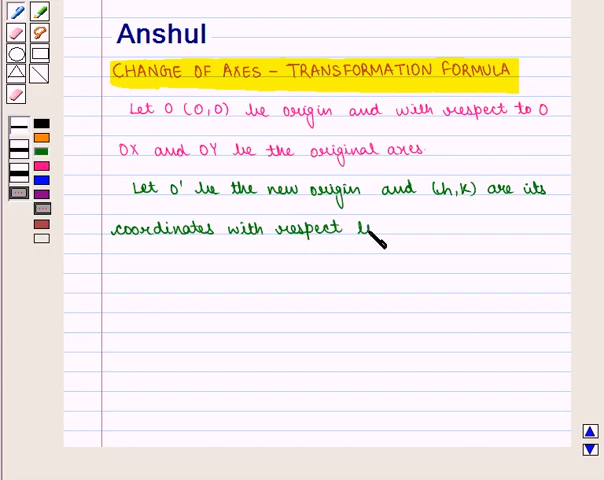 Anshul
CHANGE OF AXES - TRANSFORMATION FORMULA
Let O (0,0) be origin and with respect to O
OX and OY be the original axes.
Let O' be the new origin and (h,k) are its
coordinates with respect